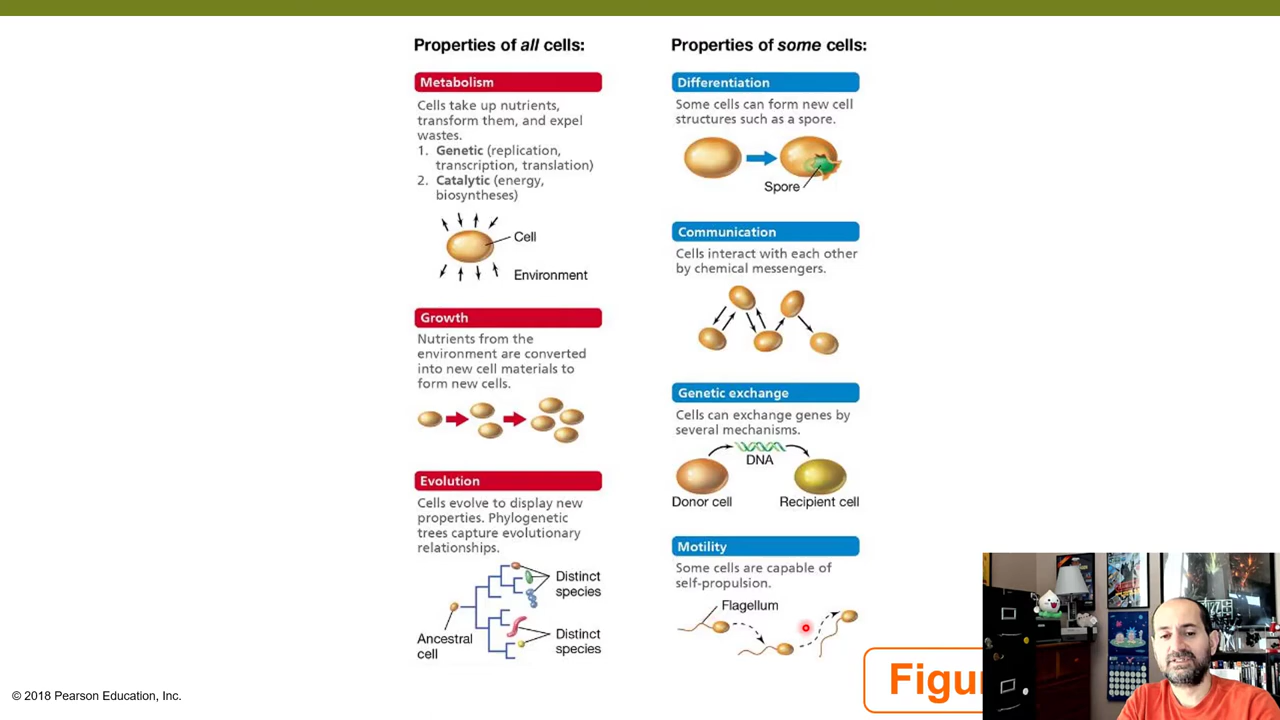 Properties of all cells:
Metabolism
Cells take up nutrients,
transform them, and expel
wastes.
1. Genetic (replication,
transcription, translation)
2. Catalytic (energy,
biosyntheses)
Cell
Environment
Growth
Nutrients from the
environment are converted
into new cell materials to
form new cells.
Evolution
Cells evolve to display new
properties. Phylogenetic
trees capture evolutionary
relationships.
Distinct
species
Ancestral
cell
Distinct
species
Properties of some cells:
Differentiation
Some cells can form new cell
structures such as a spore.
Spore
Communication
Cells interact with each other
by chemical messengers.
Genetic exchange
Cells can exchange genes by
several mechanisms.
DNA
Donor cell
Recipient cell
Motility
Some cells are capable of
self-propulsion.
Flagellum
Figu
© 2018 Pearson Education, Inc.